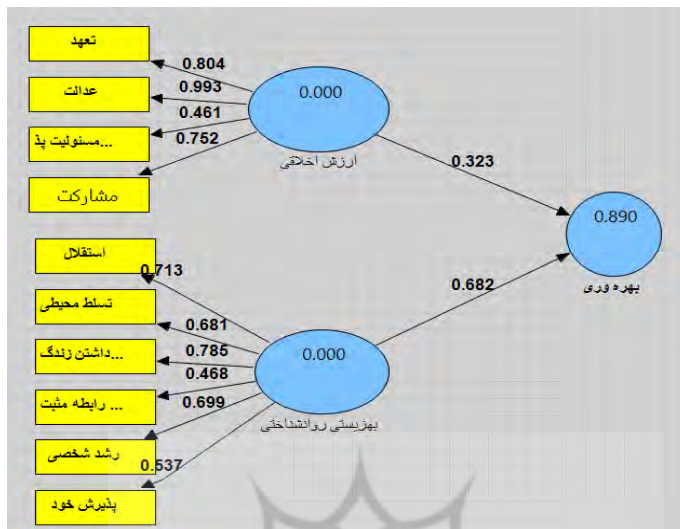 تعهد
0.804
عدالت
0.993
0.461
مسئولیت پذ...
0.752
مشارکت
0.000
ارزش اخلاقی
0.323
0.890
بهره وری
استقلال
0.713
تسلط محیطی
0.681
داشتن زندگ...
0.785
0.468
رابطه مثبت ...
0.699
رشد شخصی
0.537
پذیرش خود
0.000
بهزیستی روانشناختی
0.682